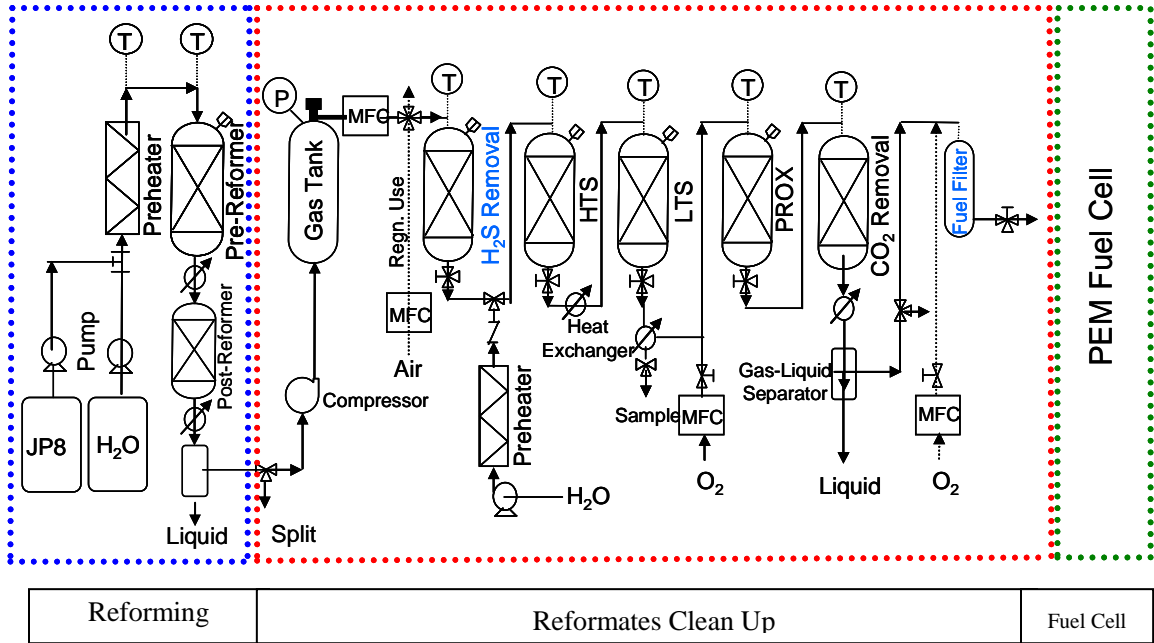 T
T
Preheater
Pre-Reformer
Pump
Post-Reformer
JP8
H₂O
Liquid
P
Gas Tank
MFC
Regn. Use
MFC
Air
Compressor
Split
T
H₂S Removal
T
HTS
T
LTS
T
PROX
T
CO₂ Removal
Fuel Filter
Heat
Exchanger
Preheater
H₂O
Sample
MFC
O₂
Gas-Liquid
Separator
Liquid
MFC
O₂
PEM Fuel Cell
Reforming
Reformates Clean Up
Fuel Cell